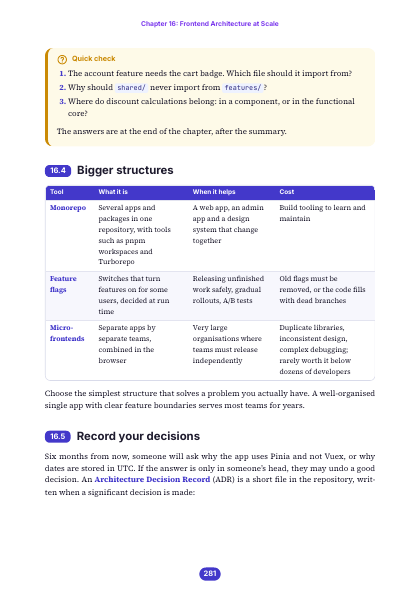 Chapter 16: Frontend Architecture at Scale
Quick check
1. The account feature needs the cart badge. Which file should it import from?
2. Why should shared/ never import from features/?
3. Where do discount calculations belong: in a component, or in the functional
core?
The answers are at the end of the chapter, after the summary.
16.4 Bigger structures
Tool What it is When it helps Cost
Monorepo
Several apps and
packages in one
repository, with tools
such as pnpm
workspaces and
Turborepo
A web app, an admin
app and a design
system that change
together
Build tooling to learn and
maintain
Feature
flags
Switches that turn
features on for some
users, decided at run
time
Releasing unfinished
work safely, gradual
rollouts, A/B tests
Old flags must be
removed, or the code fills
with dead branches
Micro-
frontends
Separate apps by
separate teams,
combined in the
browser
Very large
organisations where
teams must release
independently
Duplicate libraries,
inconsistent design,
complex debugging;
rarely worth it below
dozens of developers
Choose the simplest structure that solves a problem you actually have. A well-organised
single app with clear feature boundaries serves most teams for years.
16.5 Record your decisions
Six months from now, someone will ask why the app uses Pinia and not Vuex, or why
dates are stored in UTC. If the answer is only in someone's head, they may undo a good
decision. An Architecture Decision Record (ADR) is a short file in the repository, writ-
ten when a significant decision is made:
281